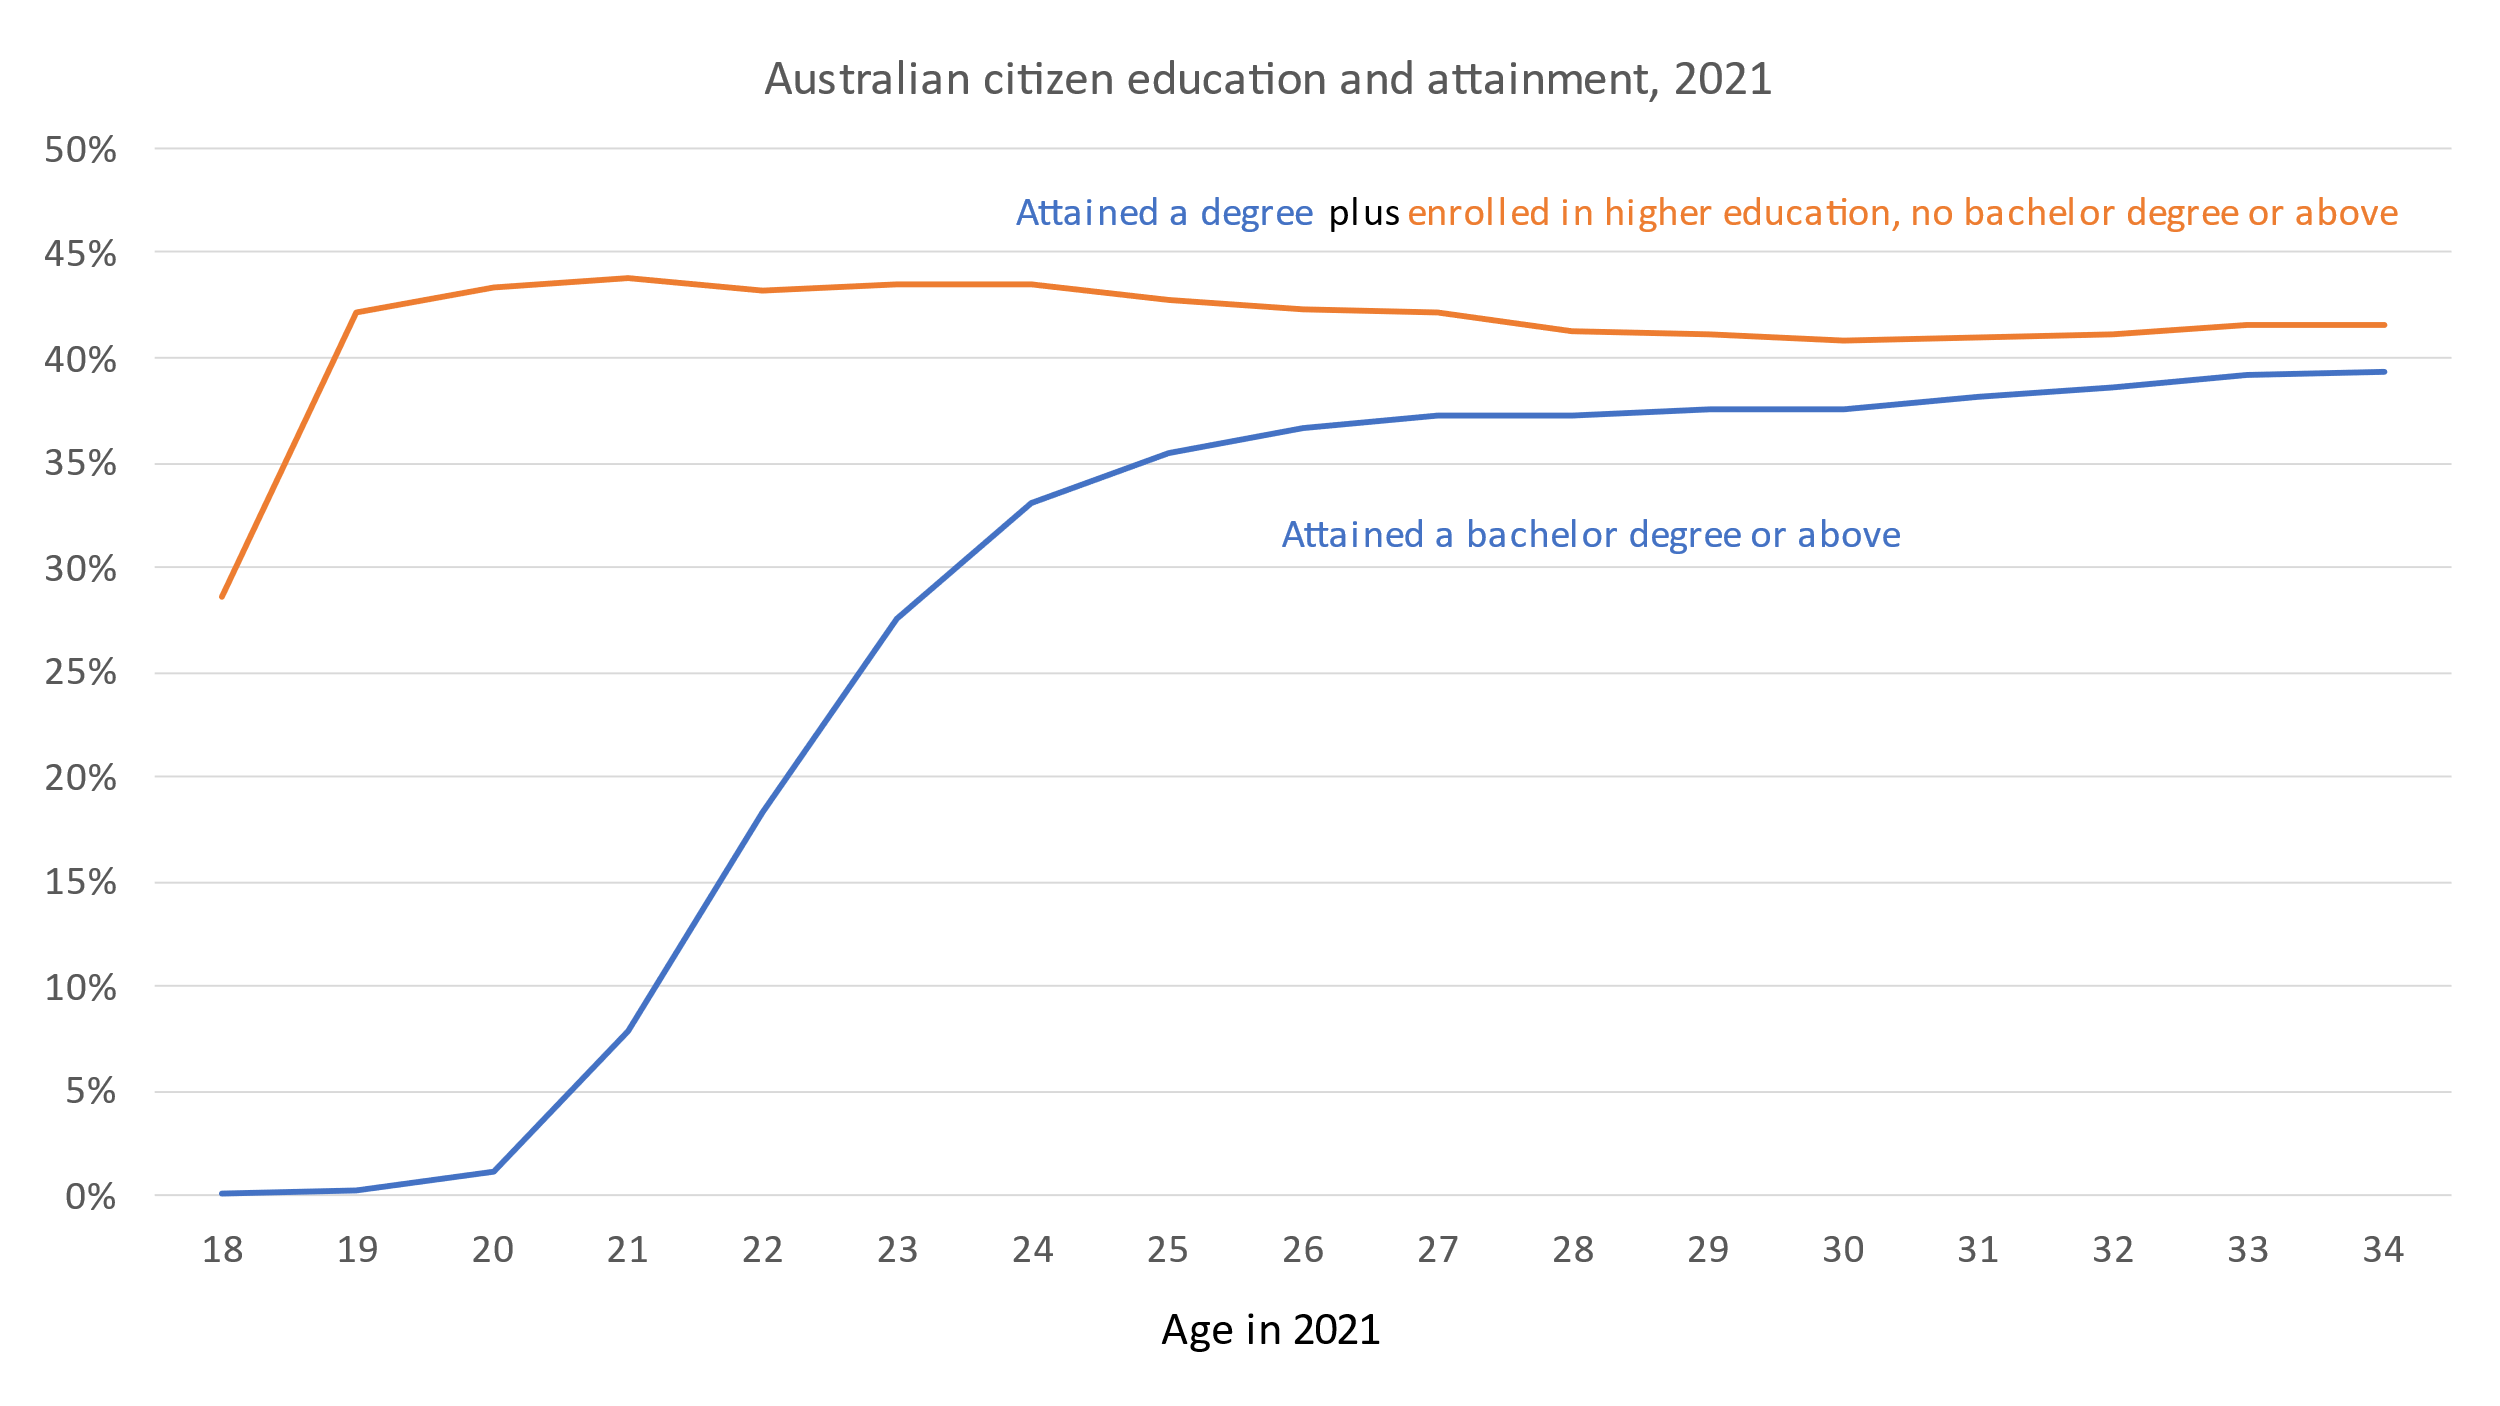 Australian citizen education and attainment, 2021
50%
Attained a degree plus enrolled in higher education, no bachelor degree or above
45%
40%
35%
Attained a bachelor degree or above
30%
25%
20%
15%
10%
5%
0%
18 19 20 21 22 23 24 25 26 27 28 29 30 31 32 33 34
Age in 2021